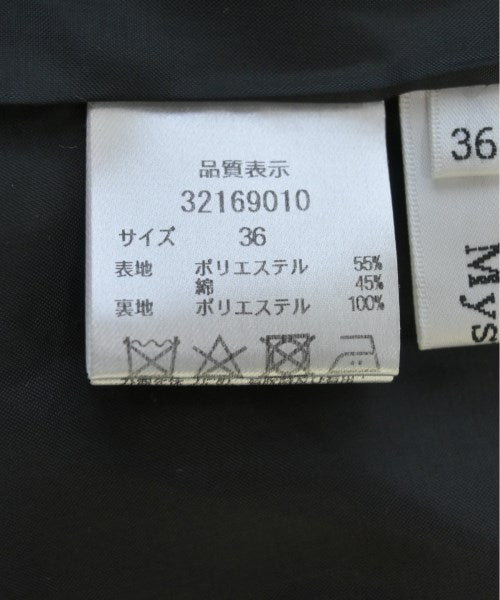 品質表示
32169010
サイズ 36
表地 ポリエステル 55%
綿 45%
裏地 ポリエステル 100%
36
Mys